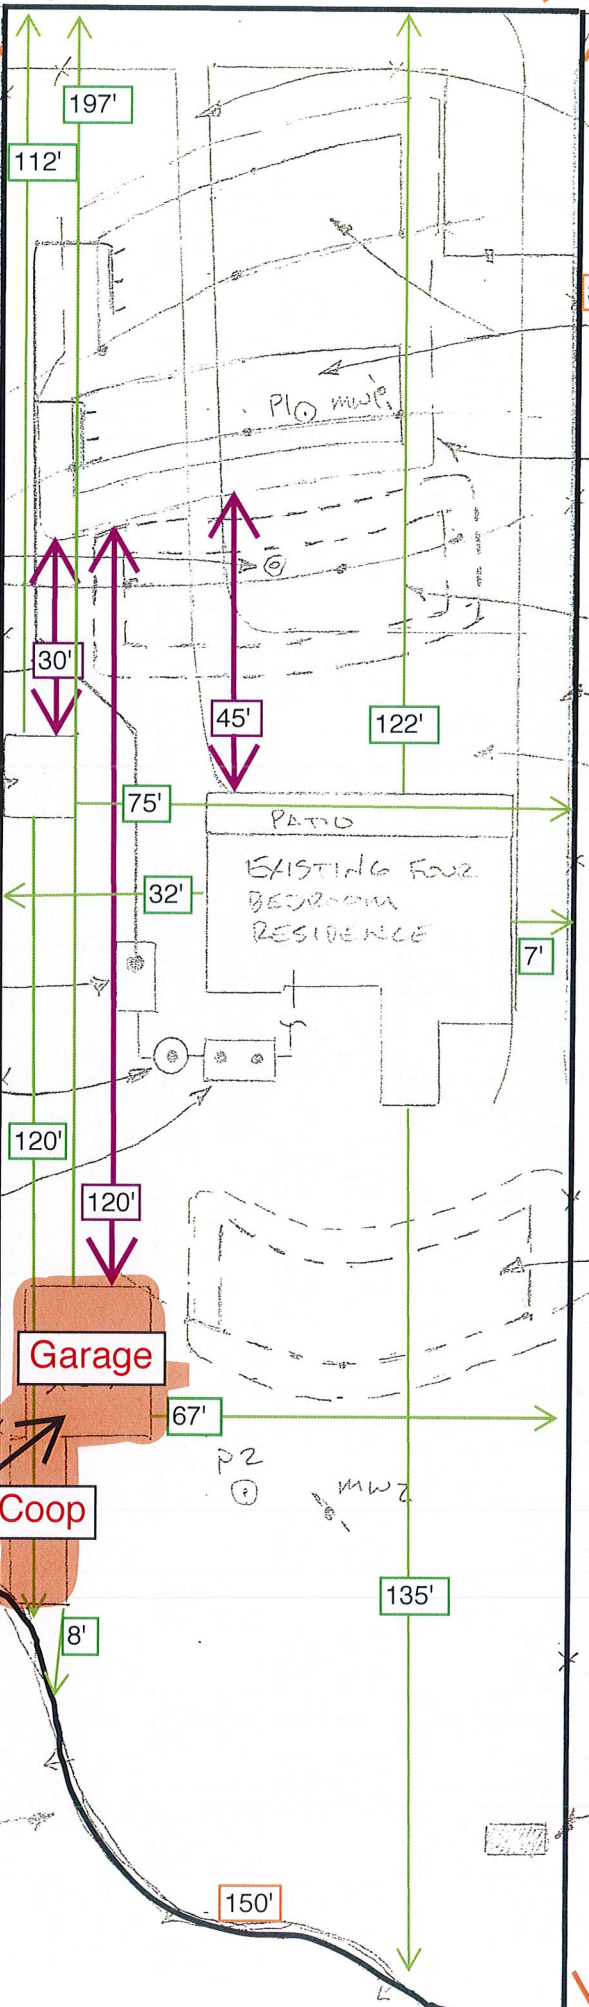 197'
112'
PLO MW1
30'
45'
122'
75'
PATIO
EXISTING FOUR
BEDROOM
RESIDENCE
32'
7'
120'
120'
Garage
67'
P2
MW2
Coop
135'
8'
150'